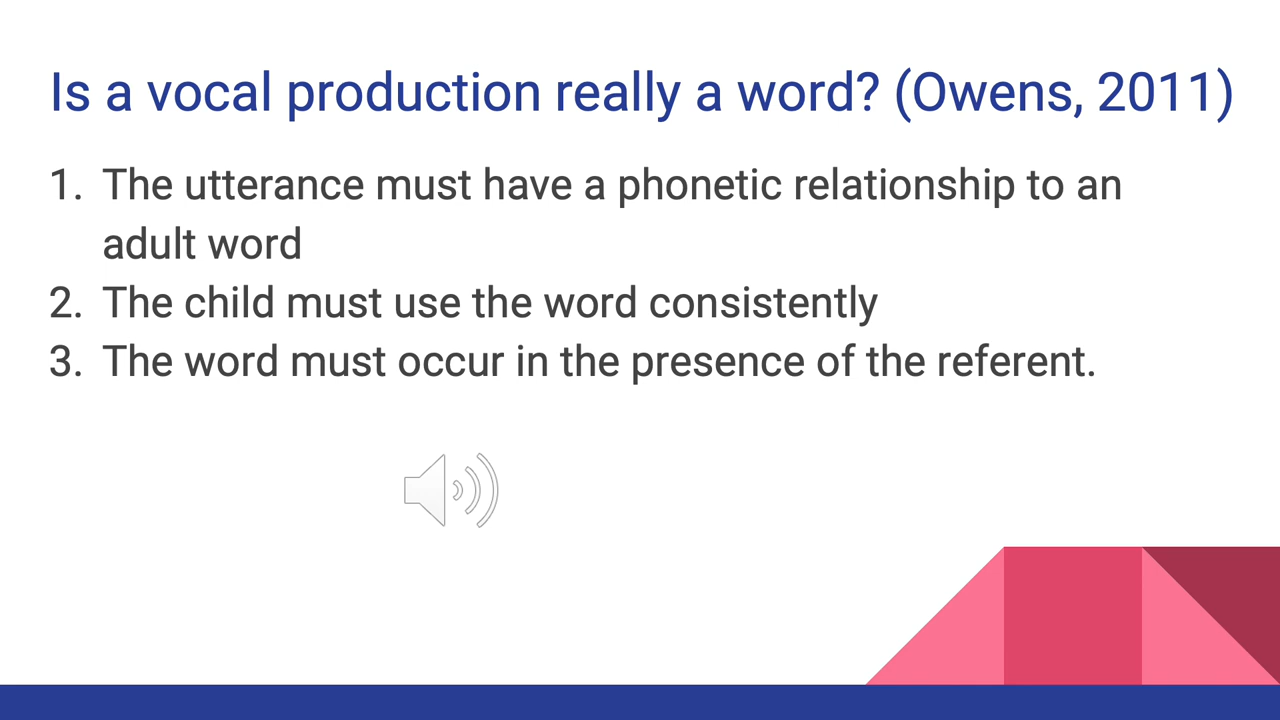 Is a vocal production really a word? (Owens, 2011)
1. The utterance must have a phonetic relationship to an
adult word
2. The child must use the word consistently
3. The word must occur in the presence of the referent.